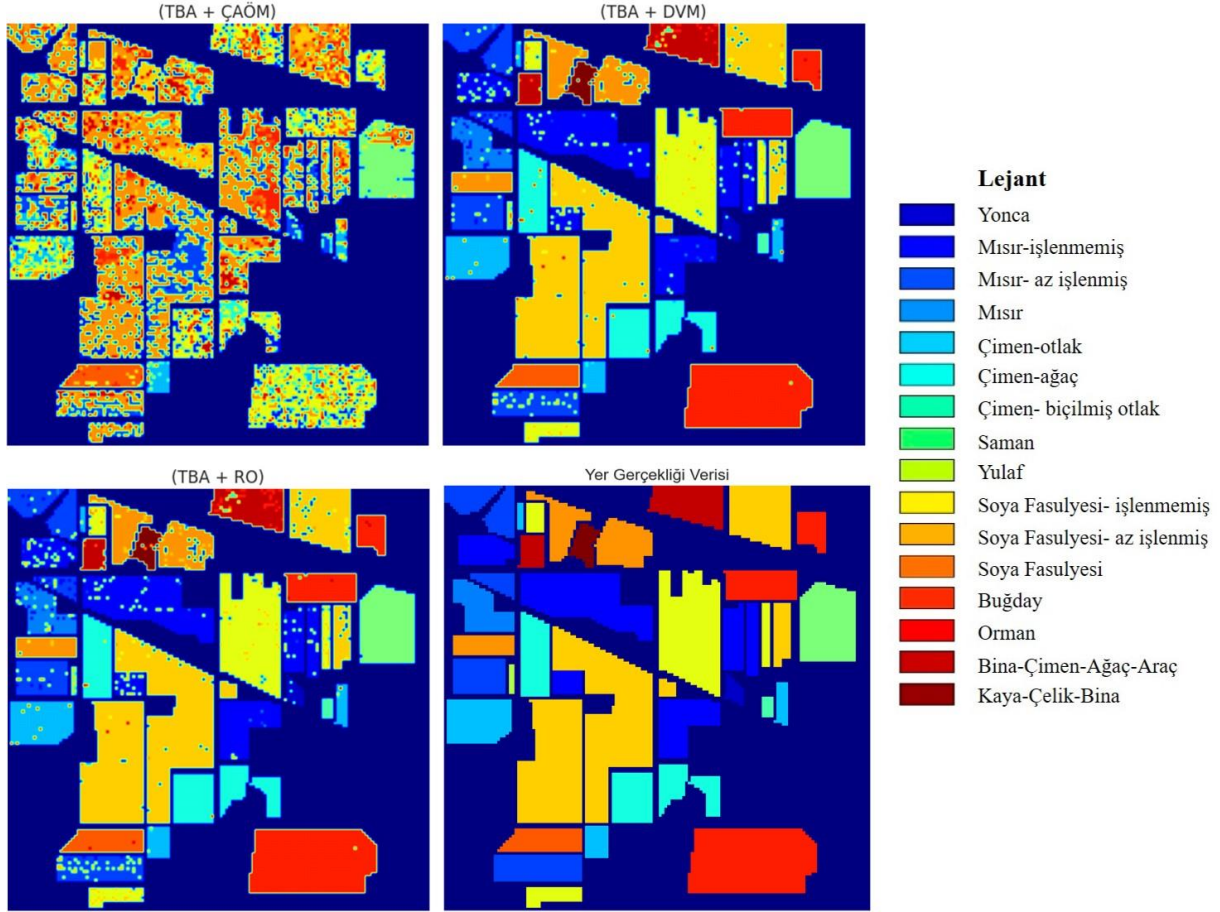 (TBA + ÇAÖM)
(TBA + DVM)
(TBA + RO)
Yer Gerçekliği Verisi
Lejant
Yonca
Mısır-işlenmemiş
Mısır- az işlenmiş
Mısır
Çimen-otlak
Çimen-ağaç
Çimen- biçilmiş otlak
Saman
Yulaf
Soya Fasulyesi- işlenmemiş
Soya Fasulyesi- az işlenmiş
Soya Fasulyesi
Buğday
Orman
Bina-Çimen-Ağaç-Araç
Kaya-Çelik-Bina